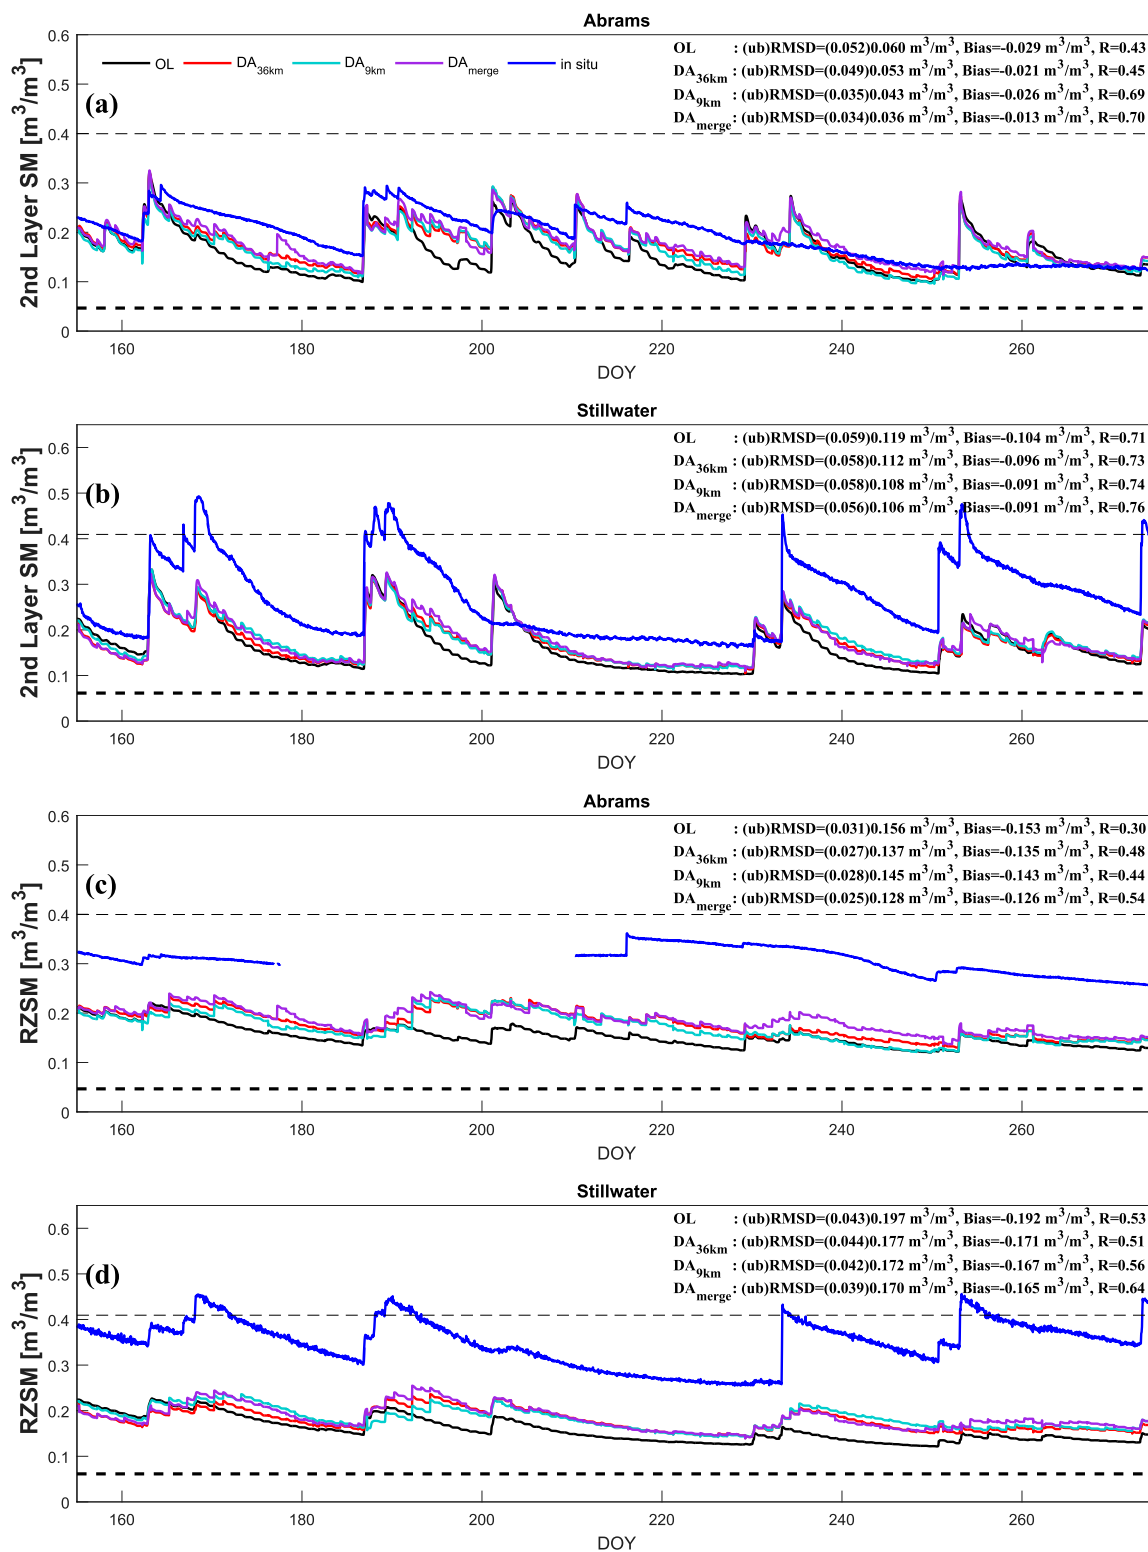 Abrams
OL DA36km DA9km DAmerge in situ
OL : (ub)RMSD=(0.052)0.060 m³/m³, Bias=-0.029 m³/m³, R=0.43
DA36km : (ub)RMSD=(0.049)0.053 m³/m³, Bias=-0.021 m³/m³, R=0.45
DA9km : (ub)RMSD=(0.035)0.043 m³/m³, Bias=-0.026 m³/m³, R=0.69
DAmerge : (ub)RMSD=(0.034)0.036 m³/m³, Bias=-0.013 m³/m³, R=0.70
(a)
2nd Layer SM [m³/m³]
0.6
0.5
0.4
0.3
0.2
0.1
0
160 180 200 220 240 260
DOY
Stillwater
OL : (ub)RMSD=(0.059)0.119 m³/m³, Bias=-0.104 m³/m³, R=0.71
DA36km : (ub)RMSD=(0.058)0.112 m³/m³, Bias=-0.096 m³/m³, R=0.73
DA9km : (ub)RMSD=(0.058)0.108 m³/m³, Bias=-0.091 m³/m³, R=0.74
DAmerge : (ub)RMSD=(0.056)0.106 m³/m³, Bias=-0.091 m³/m³, R=0.76
(b)
2nd Layer SM [m³/m³]
0.6
0.5
0.4
0.3
0.2
0.1
0
160 180 200 220 240 260
DOY
Abrams
OL : (ub)RMSD=(0.031)0.156 m³/m³, Bias=-0.153 m³/m³, R=0.30
DA36km : (ub)RMSD=(0.027)0.137 m³/m³, Bias=-0.135 m³/m³, R=0.48
DA9km : (ub)RMSD=(0.028)0.145 m³/m³, Bias=-0.143 m³/m³, R=0.44
DAmerge : (ub)RMSD=(0.025)0.128 m³/m³, Bias=-0.126 m³/m³, R=0.54
(c)
RZSM [m³/m³]
0.6
0.5
0.4
0.3
0.2
0.1
0
160 180 200 220 240 260
DOY
Stillwater
OL : (ub)RMSD=(0.043)0.197 m³/m³, Bias=-0.192 m³/m³, R=0.53
DA36km : (ub)RMSD=(0.044)0.177 m³/m³, Bias=-0.171 m³/m³, R=0.51
DA9km : (ub)RMSD=(0.042)0.172 m³/m³, Bias=-0.167 m³/m³, R=0.56
DAmerge : (ub)RMSD=(0.039)0.170 m³/m³, Bias=-0.165 m³/m³, R=0.64
(d)
RZSM [m³/m³]
0.6
0.5
0.4
0.3
0.2
0.1
0
160 180 200 220 240 260
DOY